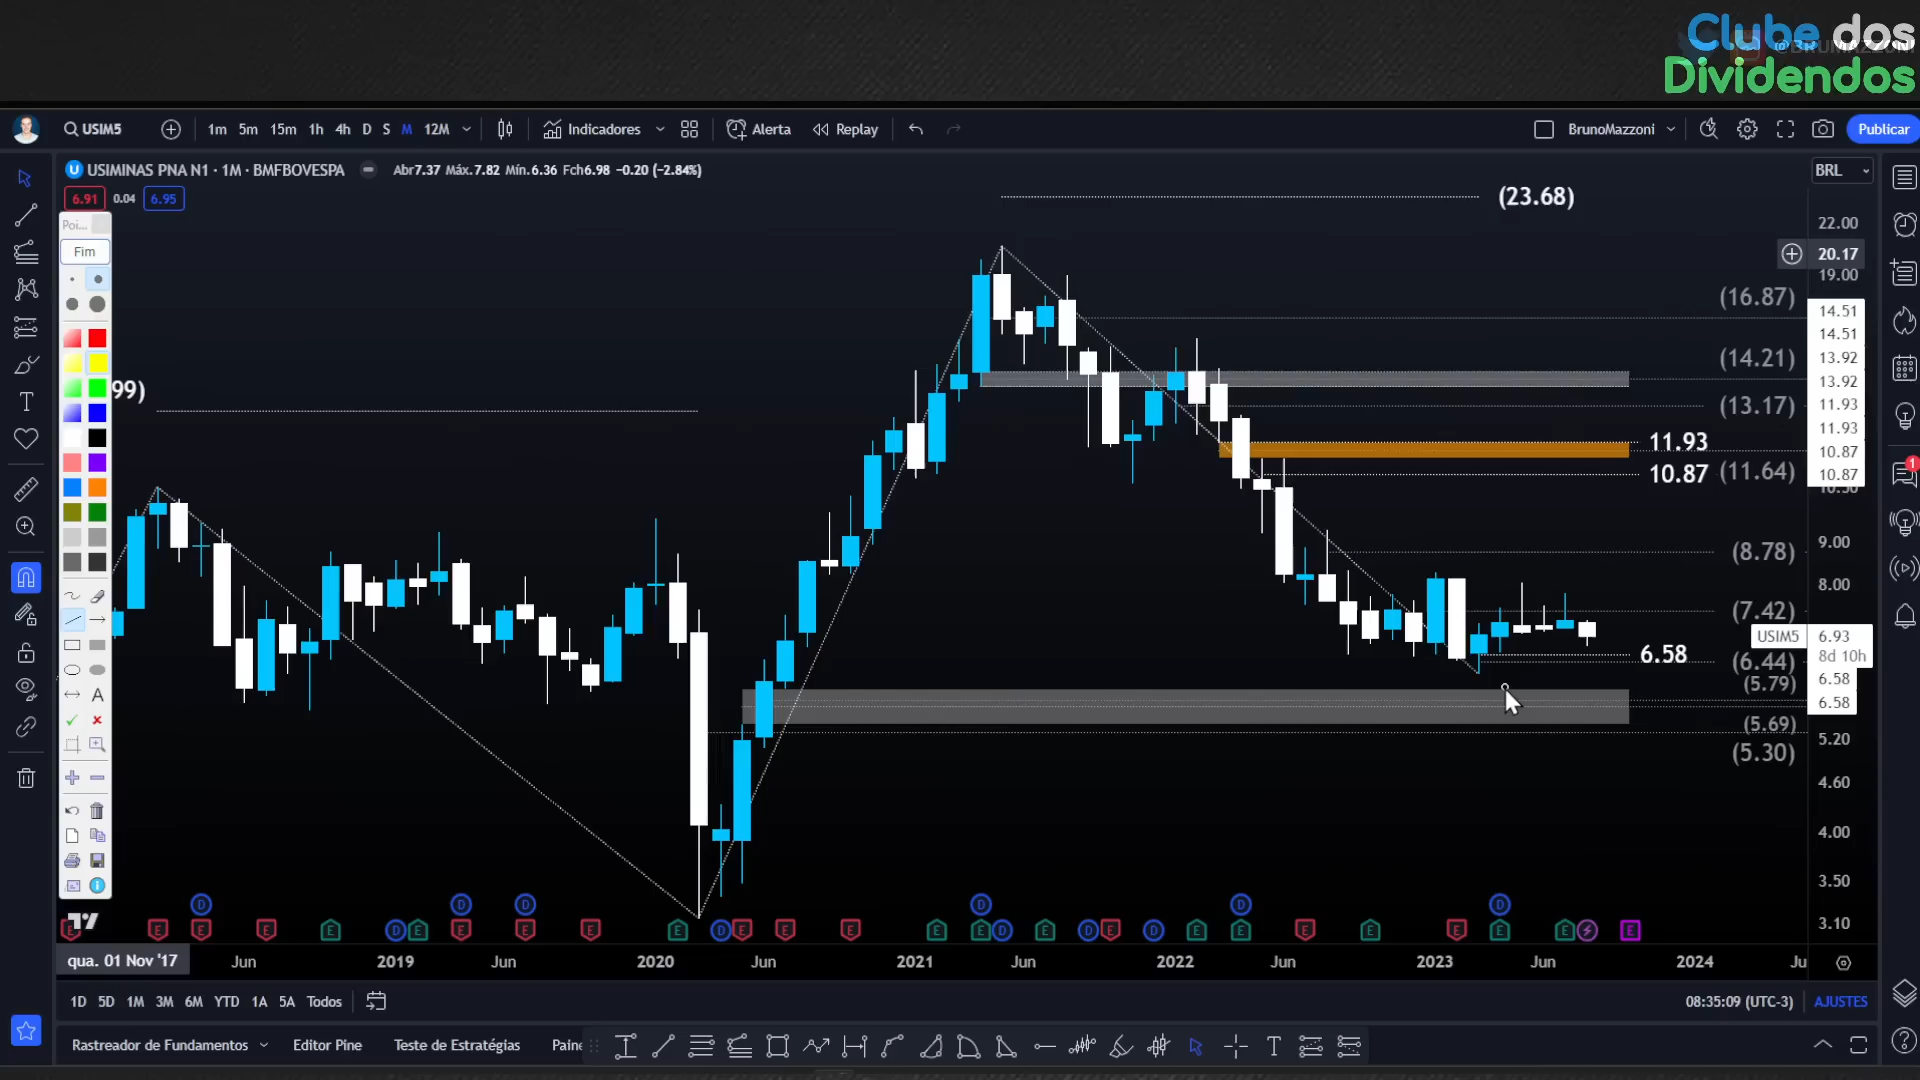 Clube dos
@BRUMAZZONI
Dividendos
USIM5
1m 5m 15m 1h 4h D S M 12M
Indicadores
Alerta
Replay
BrunoMazzoni
Publicar
USIMINAS PNA N1 · 1M · BMFBOVESPA
Abr7.37 Máx.7.82 Mín.6.36 Fch6.98 −0.20 (−2.84%)
BRL
6.91 0.04 6.95
Poi...
Fim
99)
(23.68)
(16.87)
(14.21)
(13.17)
11.93
10.87 (11.64)
(8.78)
(7.42)
6.58
(6.44)
(5.79)
(5.69)
(5.30)
22.00
20.17
19.00
14.51
14.51
13.92
13.92
11.93
11.93
10.87
10.87
10.50
9.00
8.00
USIM5 6.93
8d 10h
6.58
6.58
5.20
4.60
4.00
3.50
3.10
1
D D D D D D
E E E E E D E E E E E D E E E E D E D E D E E E E E E E E
qua. 01 Nov '17 Jun 2019 Jun 2020 Jun 2021 Jun 2022 Jun 2023 Jun 2024 Ju
1D 5D 1M 3M 6M YTD 1A 5A Todos
08:35:09 (UTC-3) AJUSTES
Rastreador de Fundamentos
Editor Pine
Teste de Estratégias
Paine